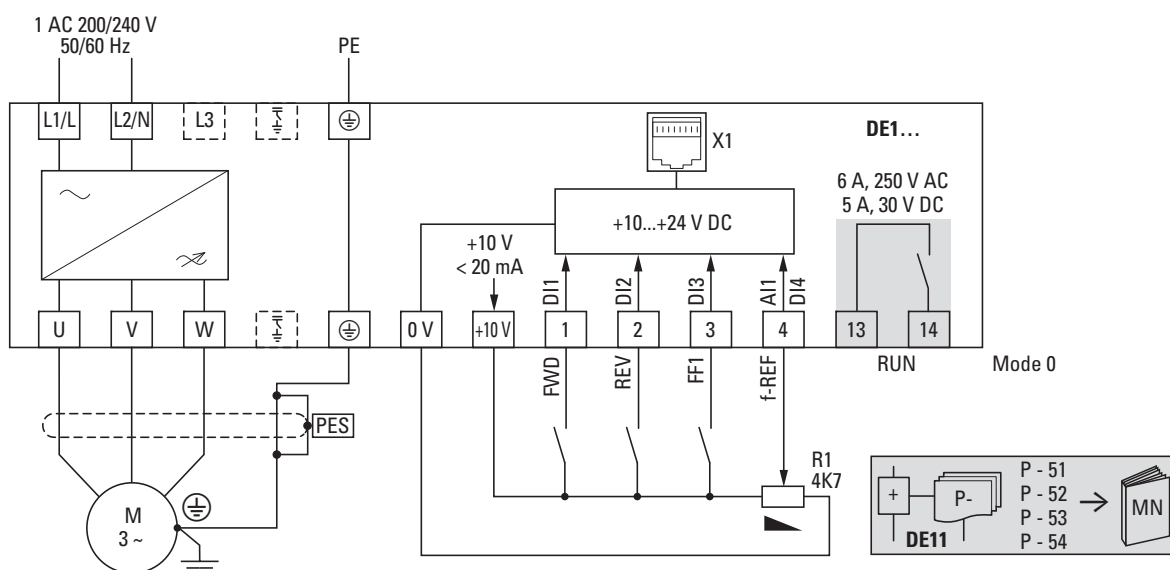 1 AC 200/240 V
50/60 Hz
PE
L1/L
L2/N
L3
X1
DE1…
6 A, 250 V AC
5 A, 30 V DC
+10...+24 V DC
+10 V
< 20 mA
DI1
DI2
DI3
AI1
DI4
U
V
W
0 V
+10 V
1
2
3
4
13
14
FWD
REV
FF1
f-REF
RUN
Mode 0
PES
R1
4K7
M
3 ~
+
P-
DE11
P - 51
P - 52
P - 53
P - 54
MN